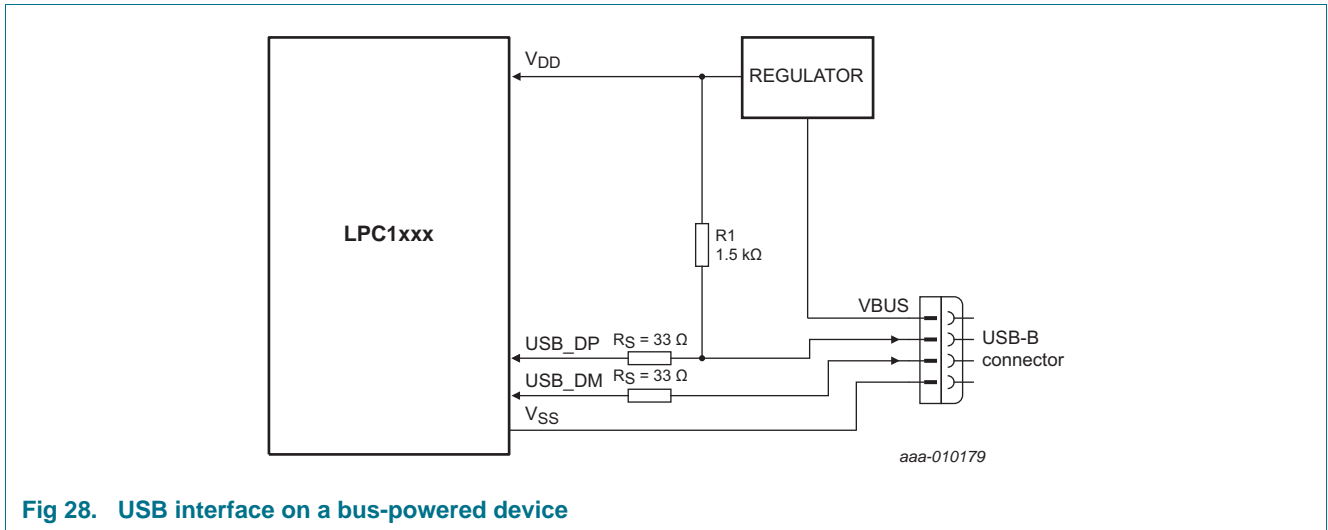 VDD
REGULATOR
LPC1xxx
R1
1.5 kΩ
VBUS
USB_DP RS = 33 Ω
USB-B
connector
USB_DM RS = 33 Ω
VSS
aaa-010179
Fig 28. USB interface on a bus-powered device